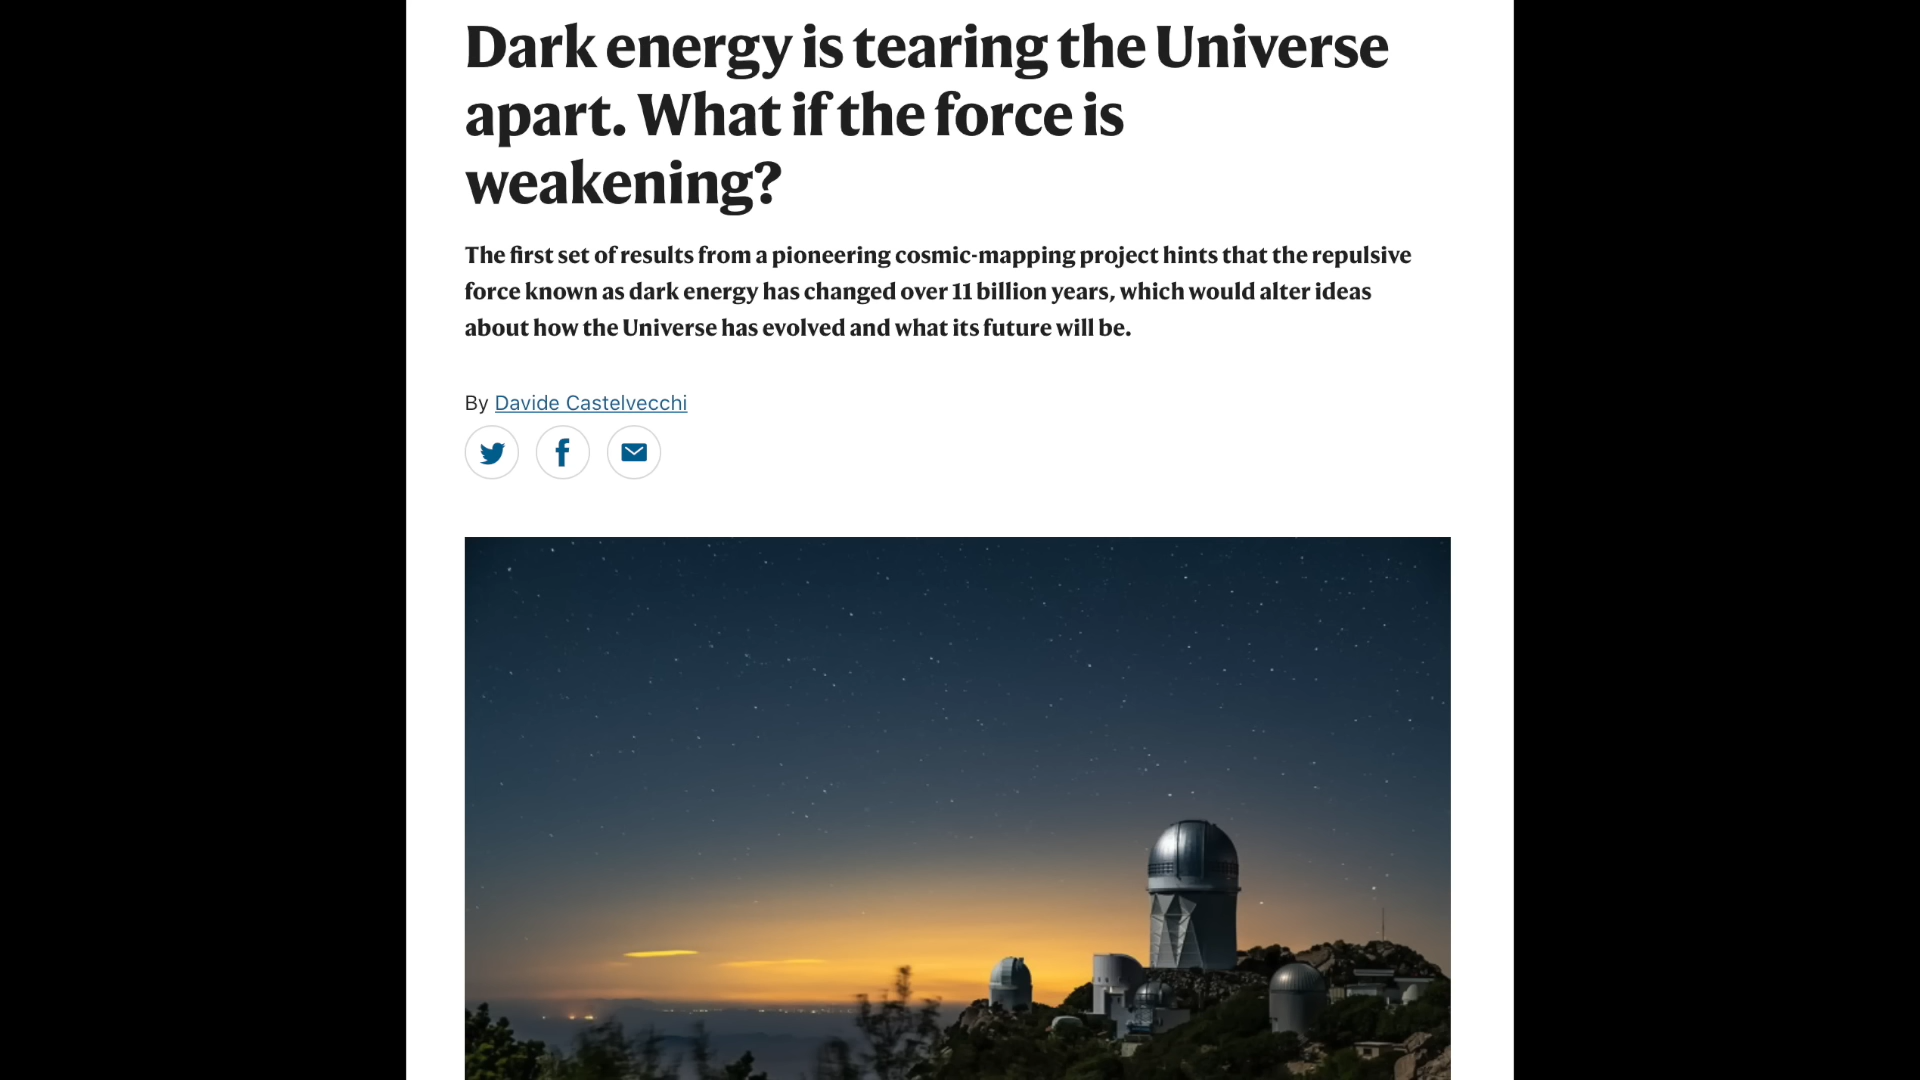 Dark energy is tearing the Universe
apart. What if the force is
weakening?
The first set of results from a pioneering cosmic-mapping project hints that the repulsive
force known as dark energy has changed over 11 billion years, which would alter ideas
about how the Universe has evolved and what its future will be.
By Davide Castelvecchi